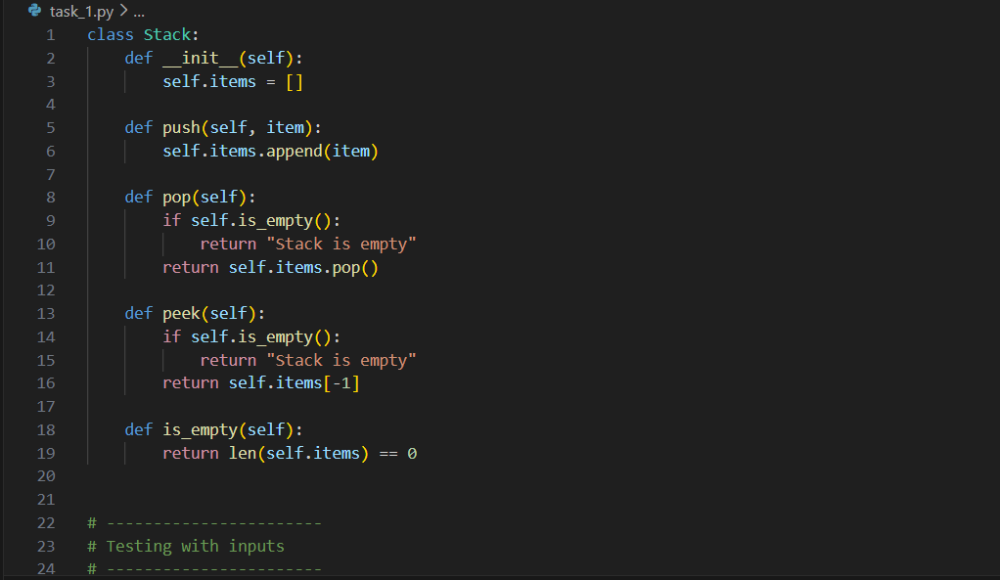 task_1.py > ...
1 class Stack:
2     def __init__(self):
3         self.items = []
4
5     def push(self, item):
6         self.items.append(item)
7
8     def pop(self):
9         if self.is_empty():
10             return "Stack is empty"
11         return self.items.pop()
12
13     def peek(self):
14         if self.is_empty():
15             return "Stack is empty"
16         return self.items[-1]
17
18     def is_empty(self):
19         return len(self.items) == 0
20
21
22 # -----------------------
23 # Testing with inputs
24 # -----------------------